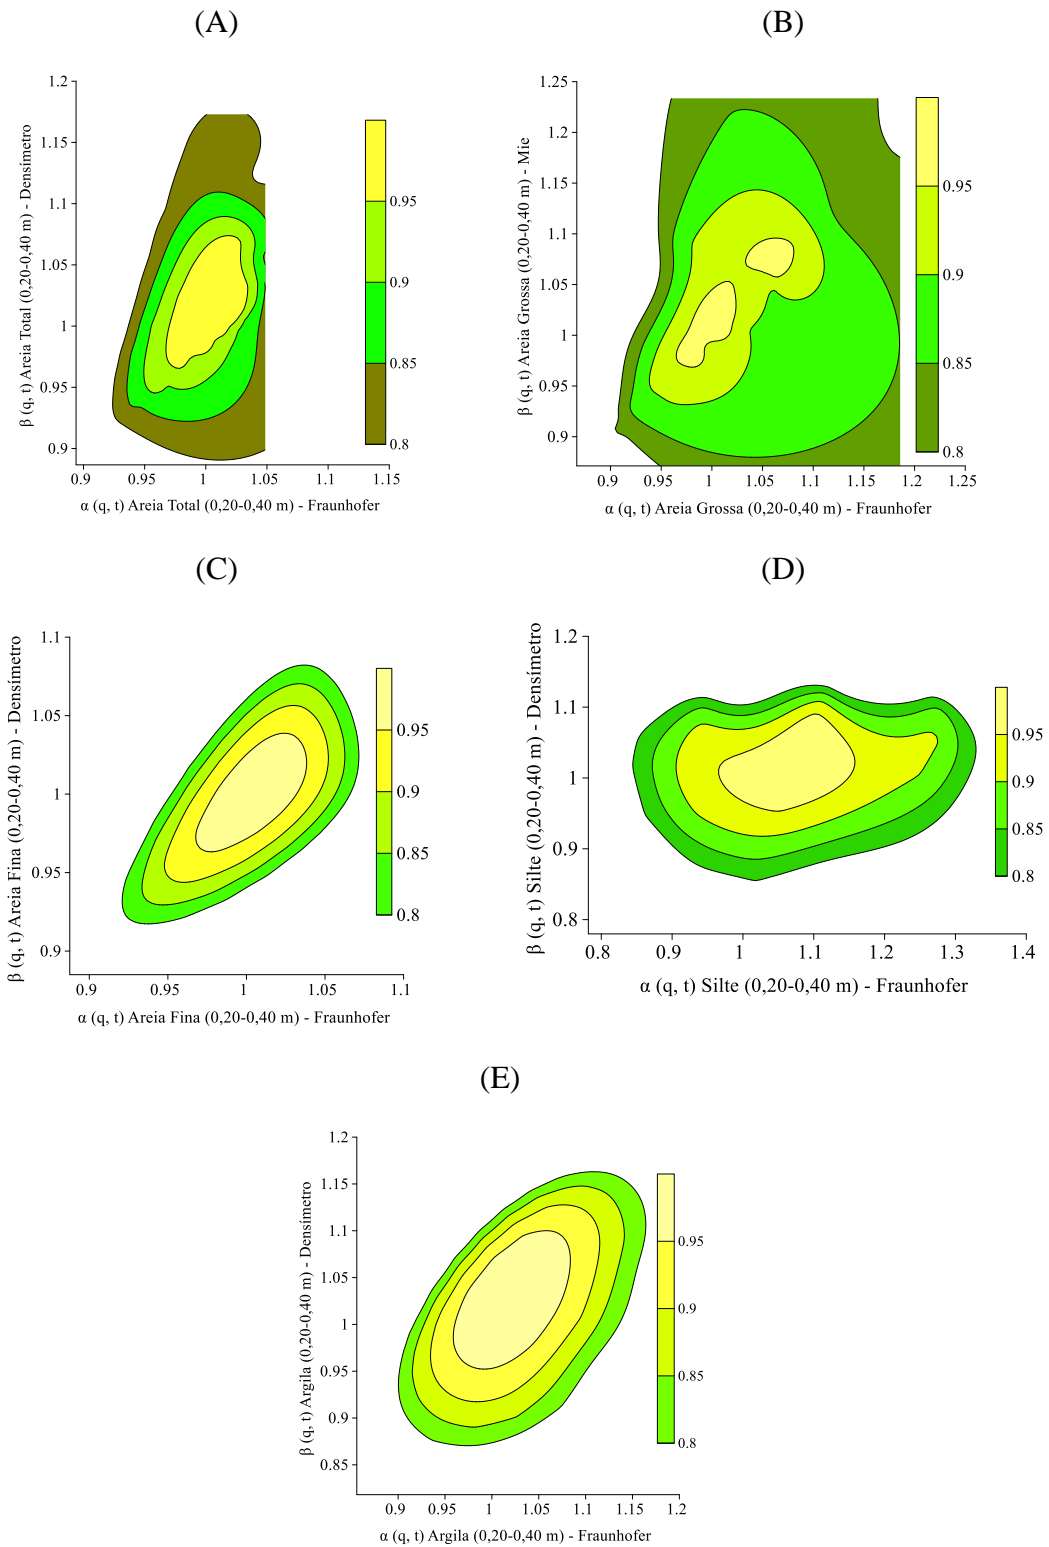 (A)
1.2
1.15
1.1
1.05
1
0.95
0.9
β (q, t) Areia Total (0,20-0,40 m) - Densímetro
0.95
0.9
0.85
0.8
0.9 0.95 1 1.05 1.1 1.15
α (q, t) Areia Total (0,20-0,40 m) - Fraunhofer
(B)
1.25
1.2
1.15
1.1
1.05
1
0.95
0.9
β (q, t) Areia Grossa (0,20-0,40 m) - Mie
0.95
0.9
0.85
0.8
0.9 0.95 1 1.05 1.1 1.15 1.2 1.25
α (q, t) Areia Grossa (0,20-0,40 m) - Fraunhofer
(C)
1.1
1.05
1
0.95
0.9
β (q, t) Areia Fina (0,20-0,40 m) - Densímetro
0.95
0.9
0.85
0.8
0.9 0.95 1 1.05 1.1
α (q, t) Areia Fina (0,20-0,40 m) - Fraunhofer
(D)
1.2
1.1
1
0.9
0.8
β (q, t) Silte (0,20-0,40 m) - Densímetro
0.95
0.9
0.85
0.8
0.8 0.9 1 1.1 1.2 1.3 1.4
α (q, t) Silte (0,20-0,40 m) - Fraunhofer
(E)
1.2
1.15
1.1
1.05
1
0.95
0.9
0.85
β (q, t) Argila (0,20-0,40 m) - Densímetro
0.95
0.9
0.85
0.8
0.9 0.95 1 1.05 1.1 1.15 1.2
α (q, t) Argila (0,20-0,40 m) - Fraunhofer